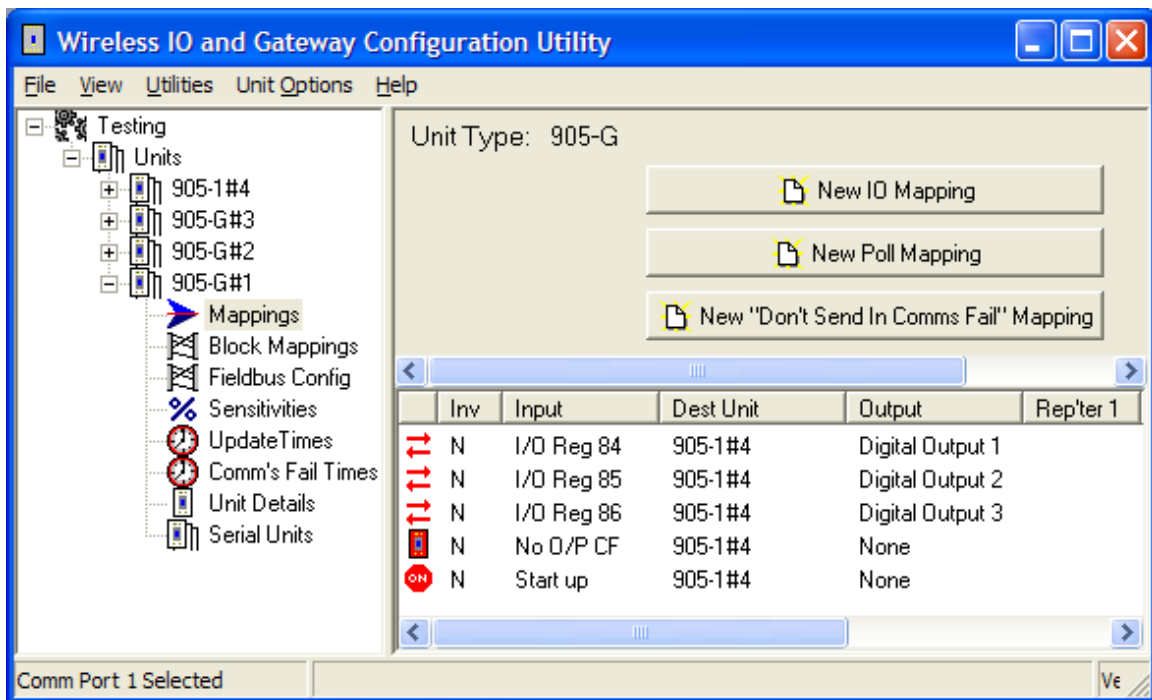 Wireless IO and Gateway Configuration Utility
File View Utilities Unit Options Help
Testing
Units
905-1#4
905-G#3
905-G#2
905-G#1
Mappings
Block Mappings
Fieldbus Config
Sensitivities
UpdateTimes
Comm's Fail Times
Unit Details
Serial Units
Unit Type: 905-G
New IO Mapping
New Poll Mapping
New "Don't Send In Comms Fail" Mapping
Inv Input Dest Unit Output Rep'ter 1
N I/O Reg 84 905-1#4 Digital Output 1
N I/O Reg 85 905-1#4 Digital Output 2
N I/O Reg 86 905-1#4 Digital Output 3
N No O/P CF 905-1#4 None
ON N Start up 905-1#4 None
Comm Port 1 Selected
Ve